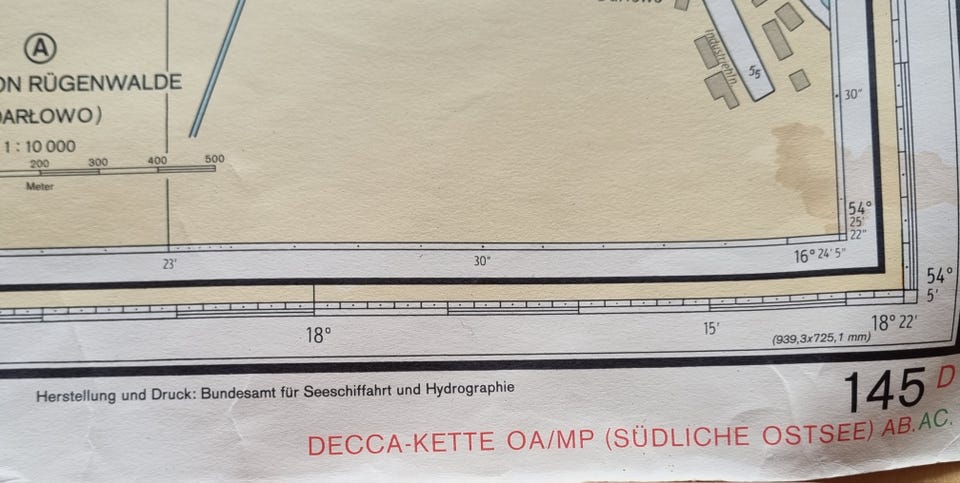 A
ON RÜGENWALDE
DARŁOWO)
1 : 10 000
200 300 400 500
Meter
Industriehfn
55
30"
54°
25'
22"
23'
30"
16° 24' 5"
54°
5'
18°
15'
18° 22'
(939,3x725,1 mm)
Herstellung und Druck: Bundesamt für Seeschiffahrt und Hydrographie
145 D
DECCA-KETTE OA/MP (SÜDLICHE OSTSEE) AB.AC.